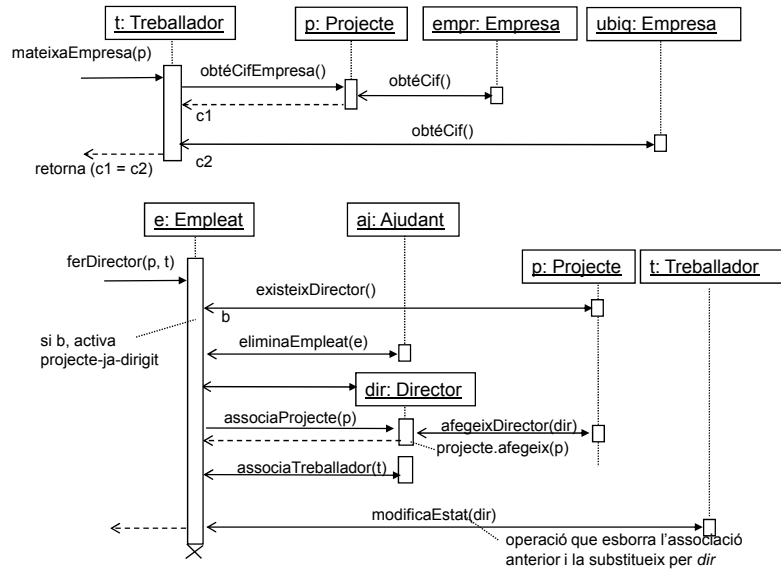 t: Treballador
p: Projecte
empr: Empresa
ubiq: Empresa
mateixaEmpresa(p)
obtéCifEmpresa()
obtéCif()
c1
obtéCif()
c2
retorna (c1 = c2)
e: Empleat
aj: Ajudant
p: Projecte
t: Treballador
ferDirector(p, t)
existeixDirector()
b
si b, activa
projecte-ja-dirigit
eliminaEmpleat(e)
dir: Director
associaProjecte(p)
afegeixDirector(dir)
projecte.afegeix(p)
associaTreballador(t)
modificaEstat(dir)
operació que esborra l'associació
anterior i la substitueix per dir